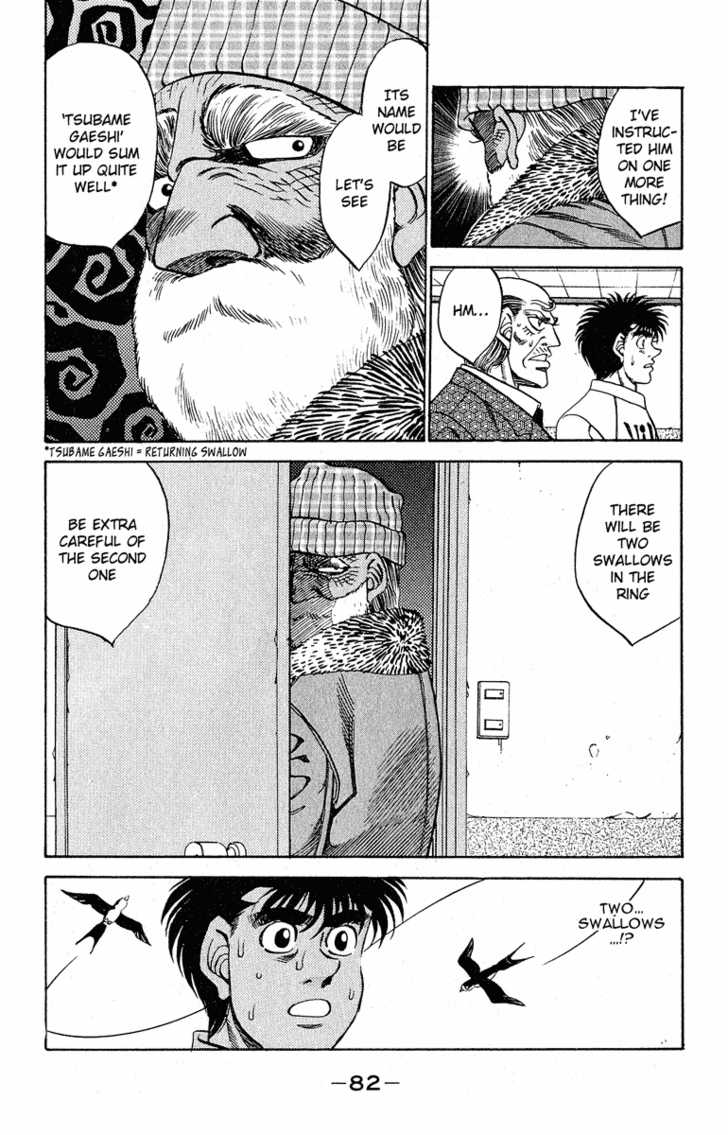 I'VE
INSTRUC-
TED HIM
ON ONE
MORE
THING!
ITS
NAME
WOULD
BE
LET'S
SEE
'TSUBAME
GAESHI'
WOULD SUM
IT UP QUITE
WELL*
HM...
*TSUBAME GAESHI = RETURNING SWALLOW
THERE
WILL BE
TWO
SWALLOWS
IN THE
RING
BE EXTRA
CAREFUL OF
THE SECOND
ONE
TWO...
SWALLOWS
...!?
-82-